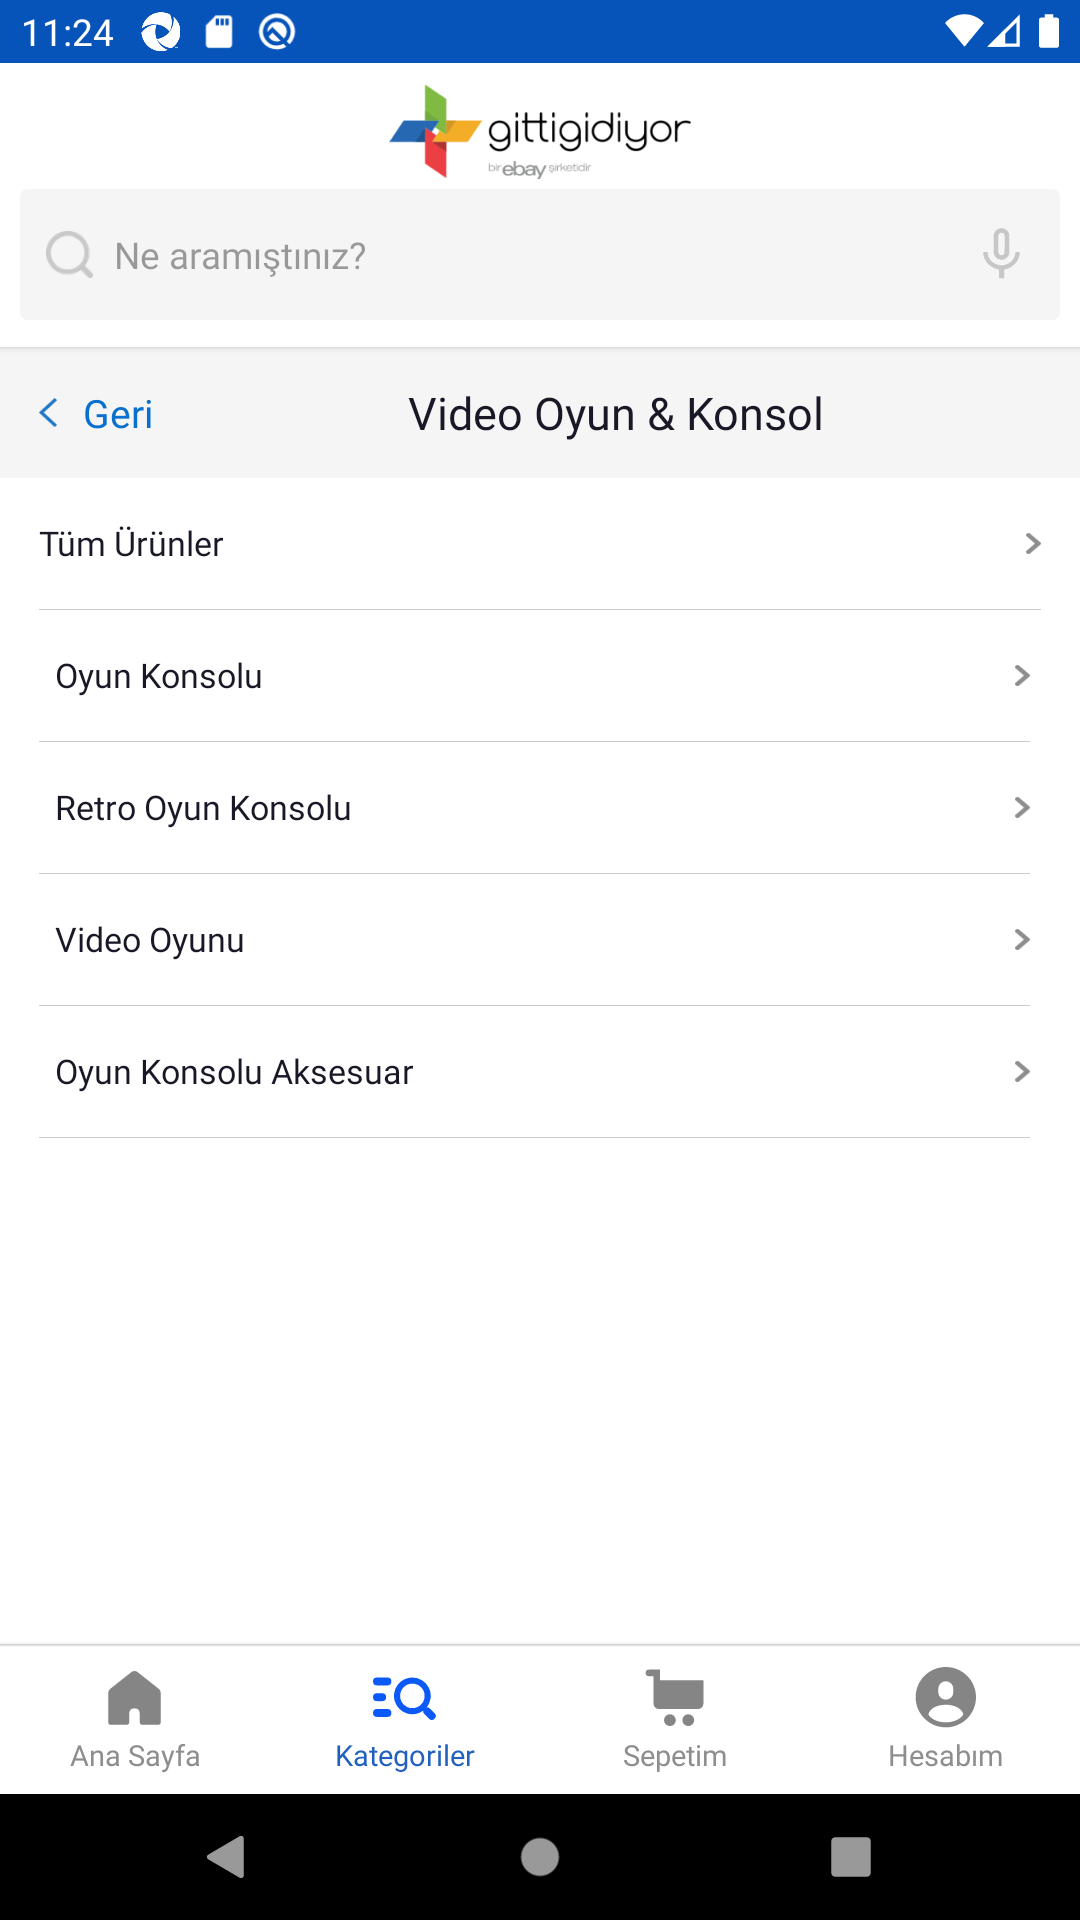 11:24
gittigidiyor
bir ebay şirketidir
Ne aramıştınız?
Geri
Video Oyun & Konsol
Tüm Ürünler
Oyun Konsolu
Retro Oyun Konsolu
Video Oyunu
Oyun Konsolu Aksesuar
Ana Sayfa
Kategoriler
Sepetim
Hesabım